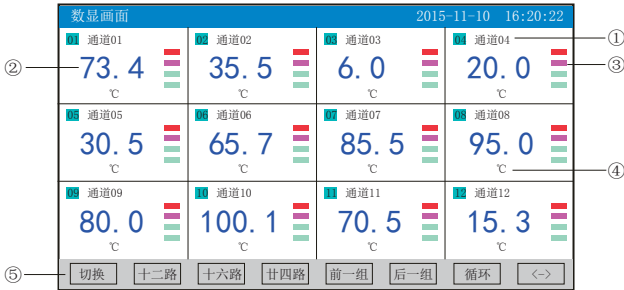 数显画面 2015-11-10 16:20:22
01 通道01 02 通道02 03 通道03 04 通道04 ①
② 73.4 35.5 6.0 20.0 ③
℃ ℃ ℃ ℃
05 通道05 06 通道06 07 通道07 08 通道08
30.5 65.7 85.5 95.0
℃ ℃ ℃ ℃ ④
09 通道09 10 通道10 11 通道11 12 通道12
80.0 100.1 70.5 15.3
℃ ℃ ℃ ℃
⑤ 切换 十二路 十六路 廿四路 前一组 后一组 循环 <->